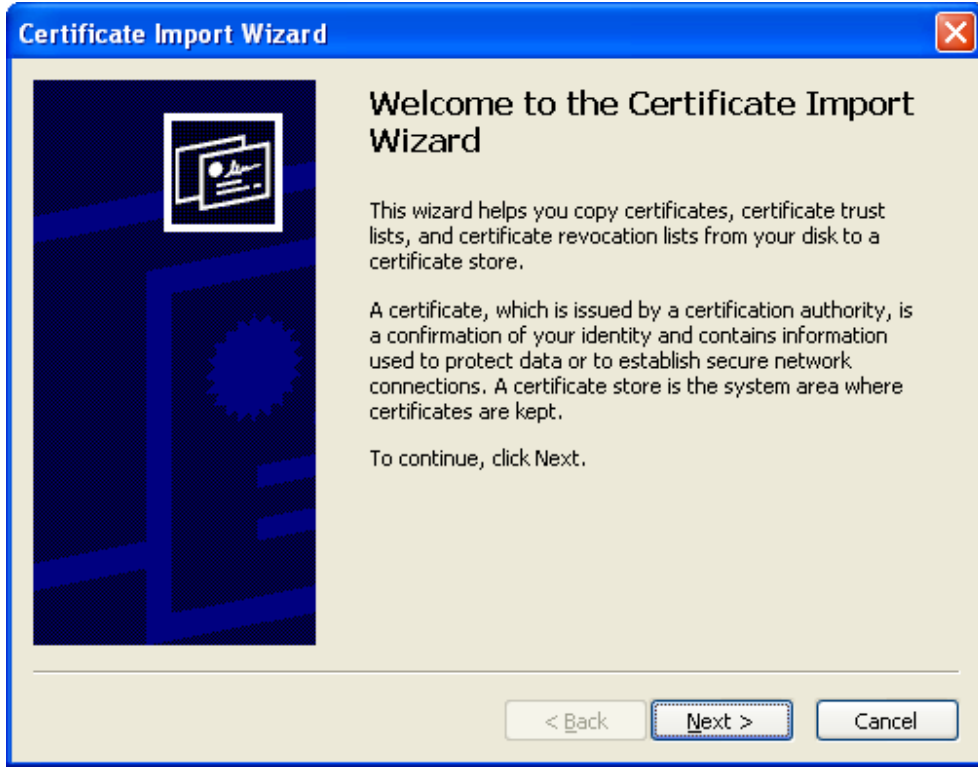 Certificate Import Wizard
Welcome to the Certificate Import
Wizard
This wizard helps you copy certificates, certificate trust
lists, and certificate revocation lists from your disk to a
certificate store.
A certificate, which is issued by a certification authority, is
a confirmation of your identity and contains information
used to protect data or to establish secure network
connections. A certificate store is the system area where
certificates are kept.
To continue, click Next.
< Back Next > Cancel